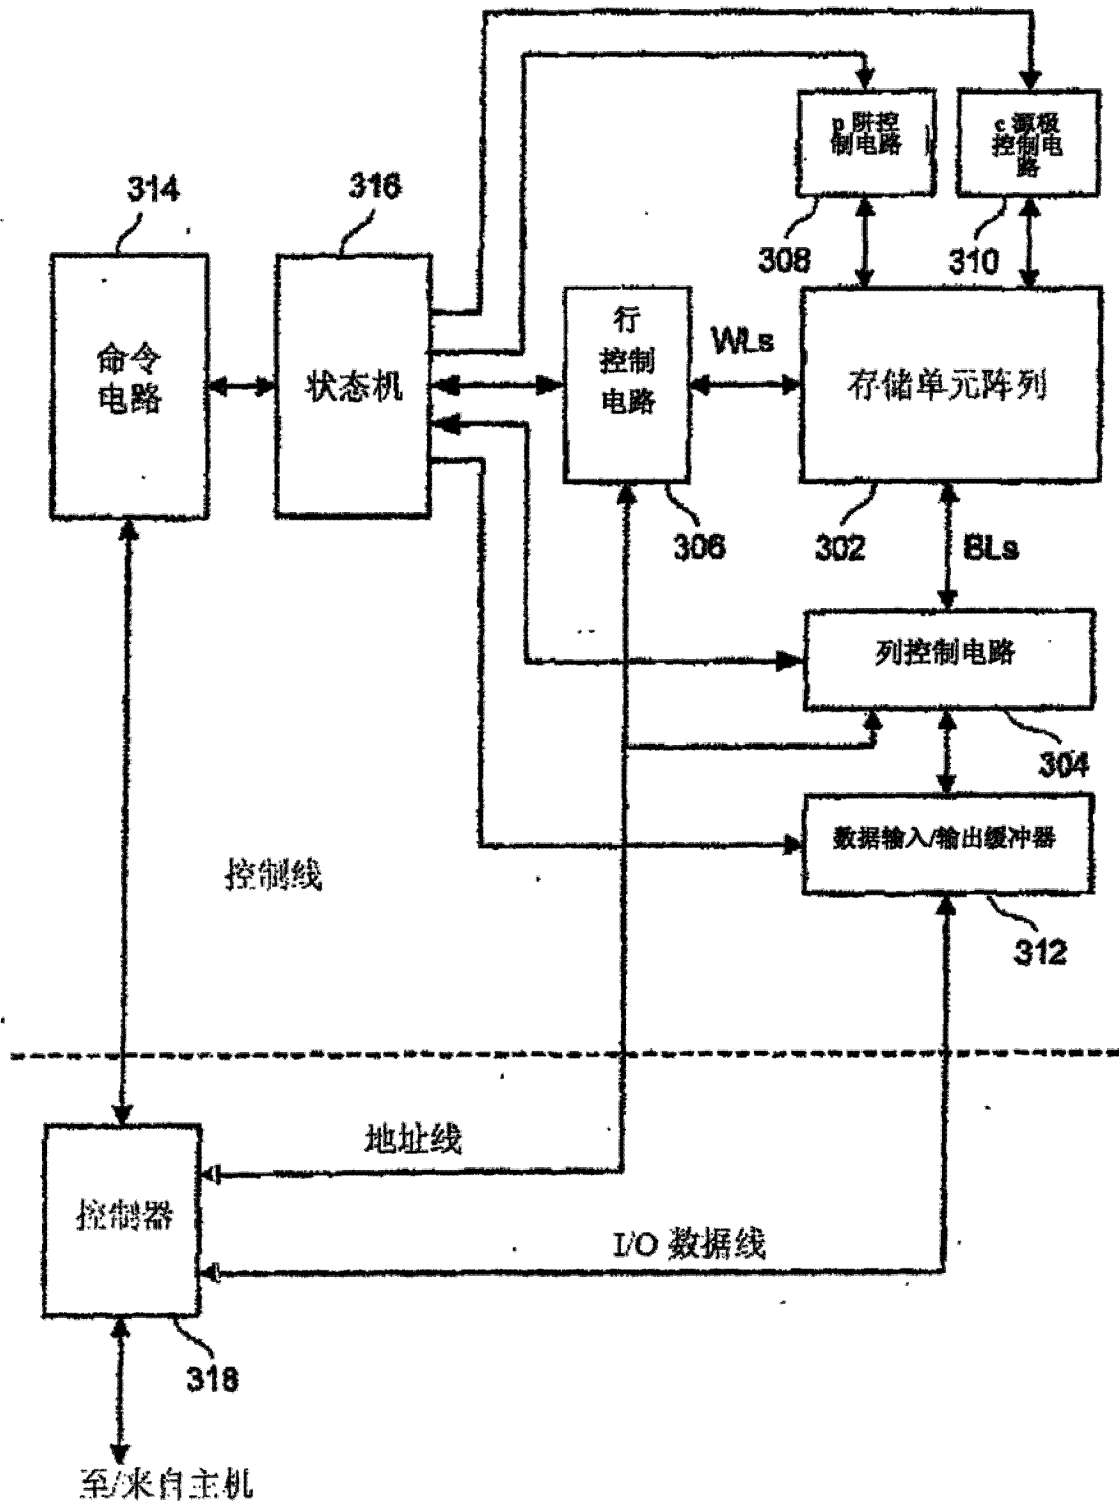 p 阱控
制电路
c 源极
控制电
路
314
316
308
310
命令
电路
状态机
行
控制
电路
WLs
存储单元阵列
306
302
BLs
列控制电路
304
数据输入/输出缓冲器
控制线
312
地址线
控制器
I/O 数据线
318
至/来自主机